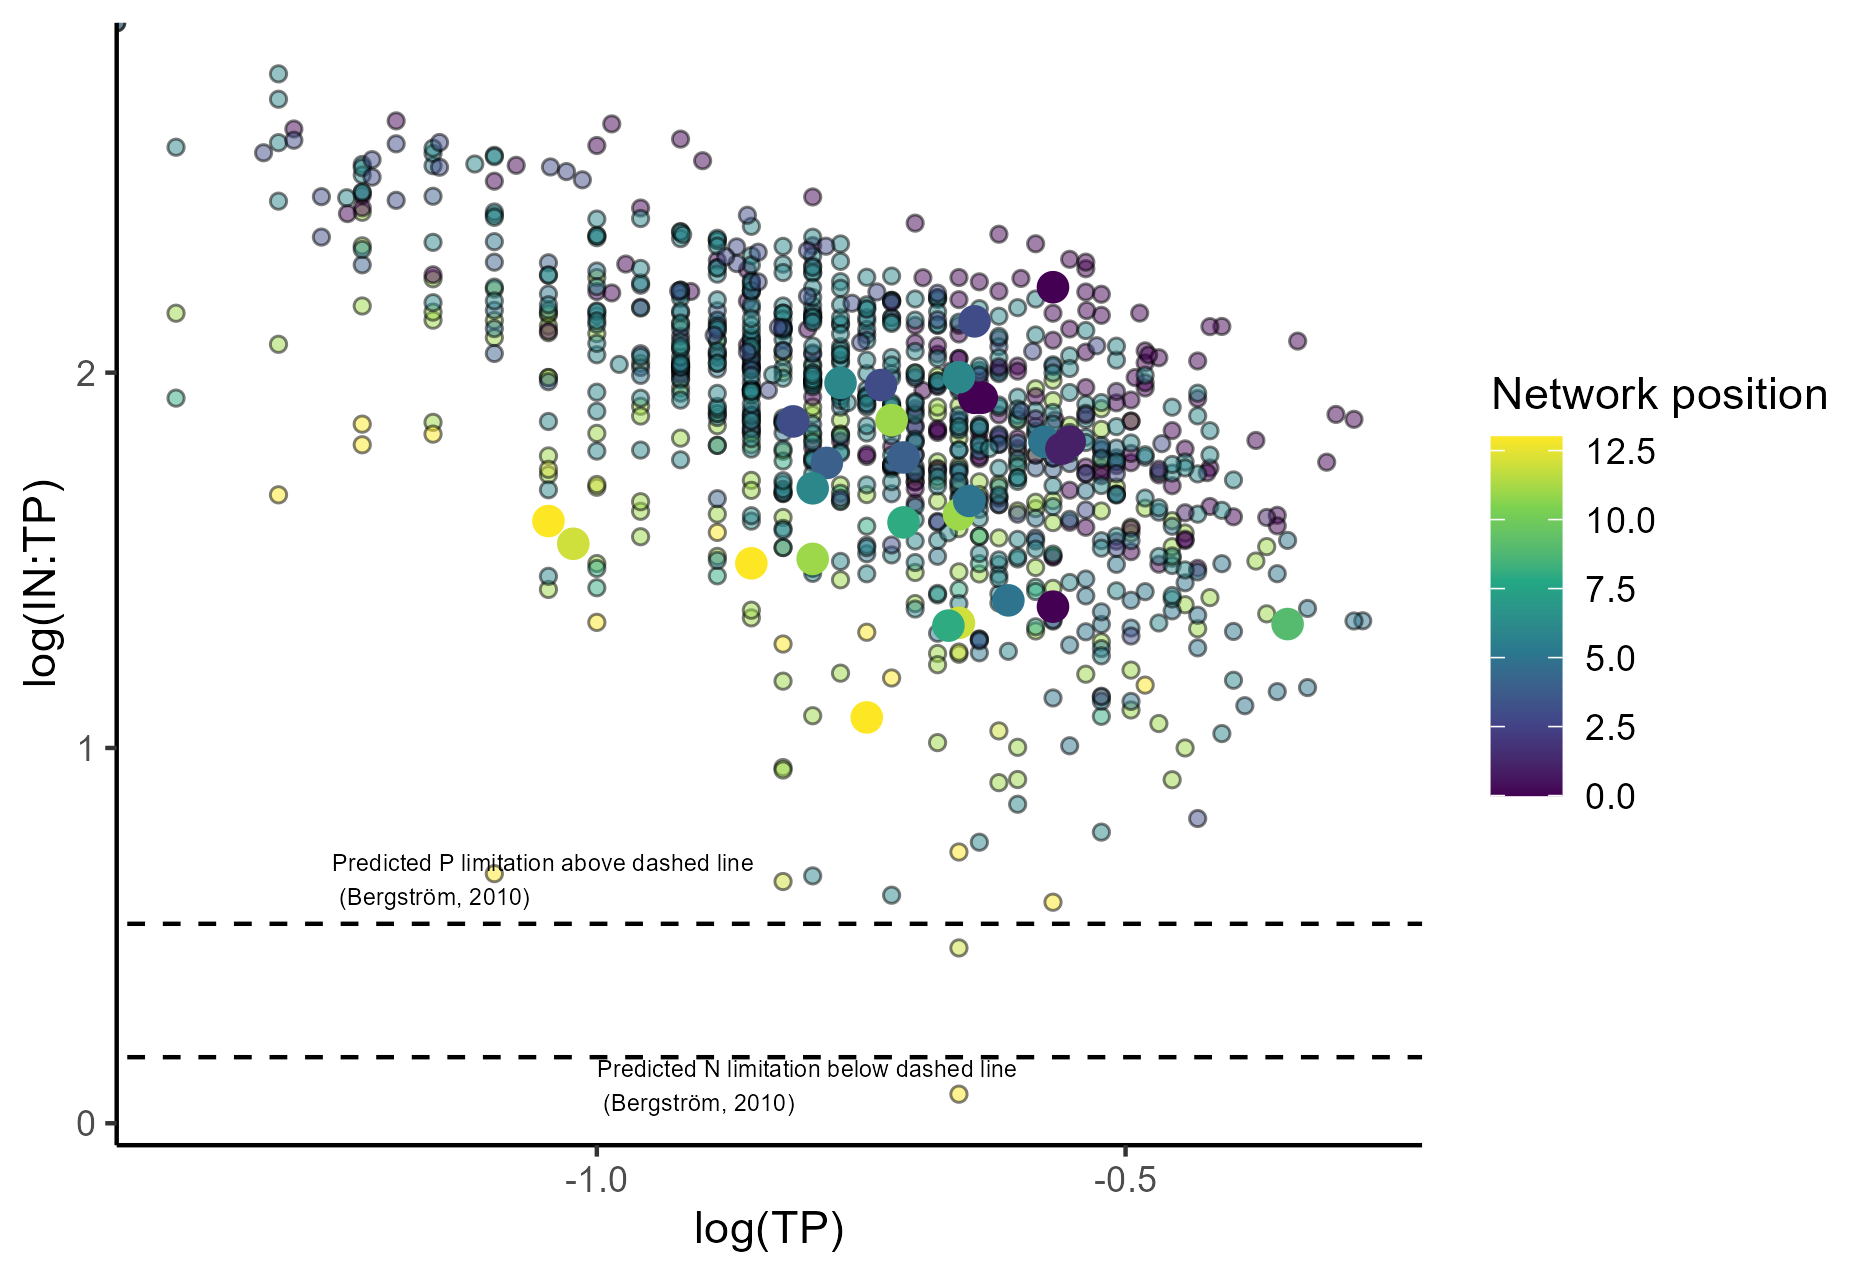 log(IN:TP)
2
1
0
Predicted P limitation above dashed line
(Bergström, 2010)
Predicted N limitation below dashed line
(Bergström, 2010)
-1.0
-0.5
log(TP)
Network position
12.5
10.0
7.5
5.0
2.5
0.0